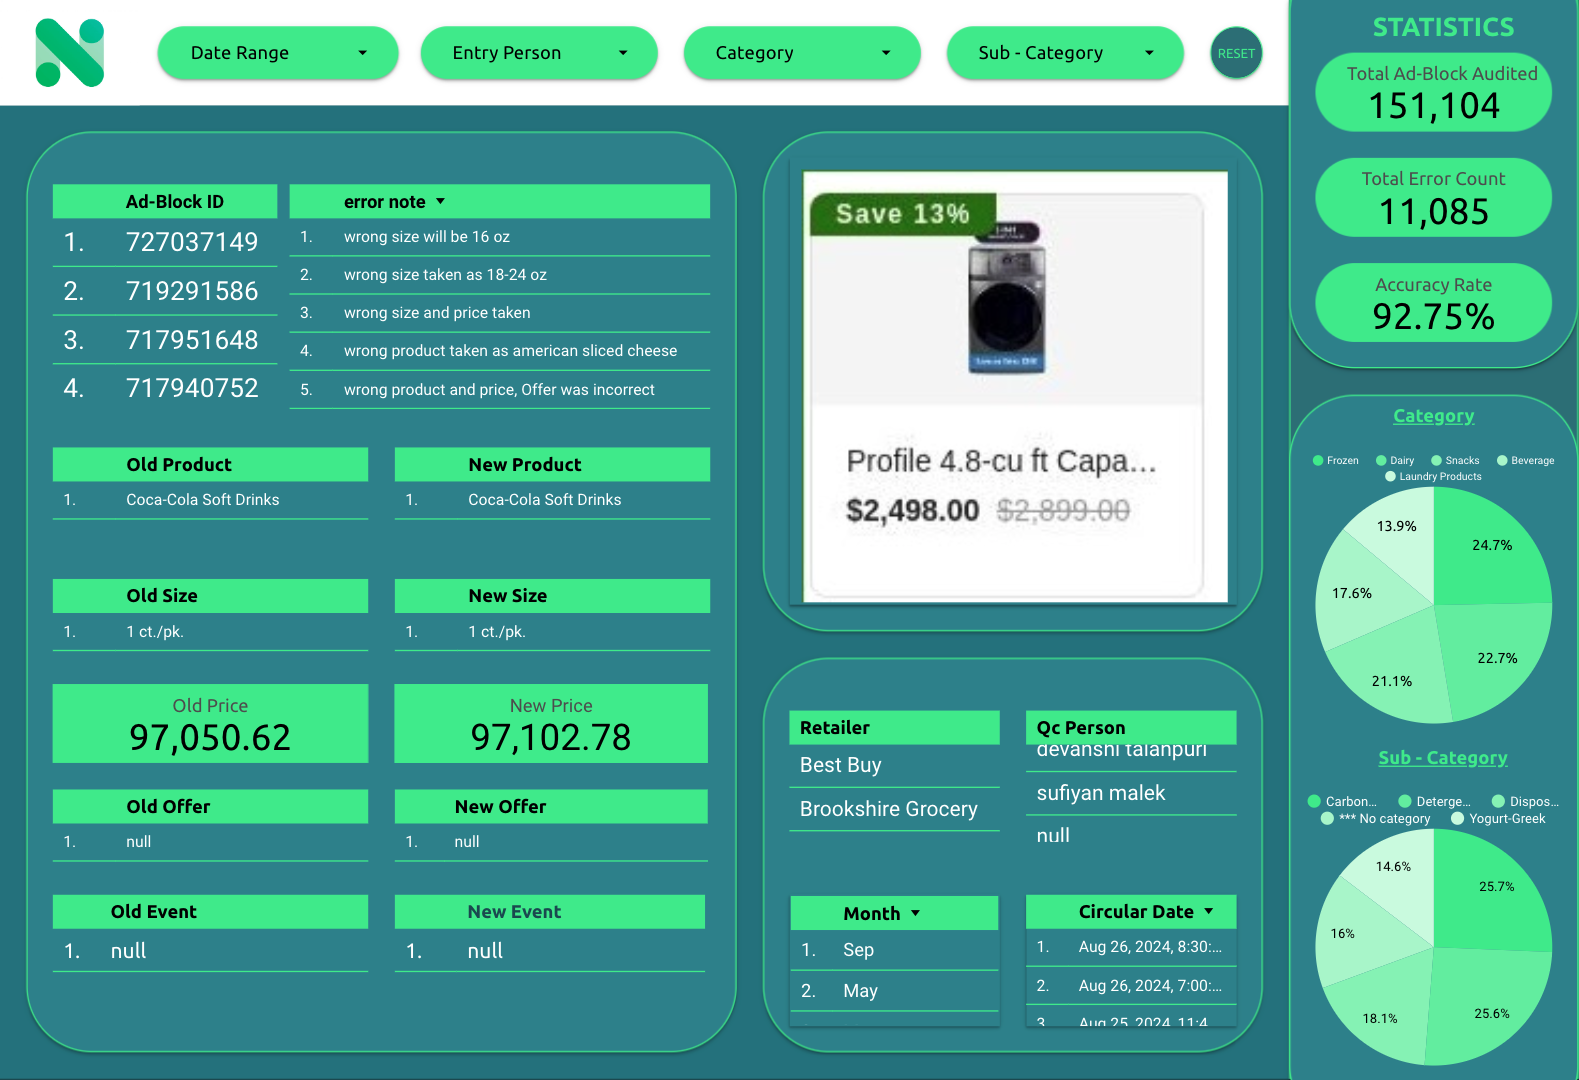 Date Range
Entry Person
Category
Sub - Category
RESET
STATISTICS
Total Ad-Block Audited
151,104
Total Error Count
11,085
Accuracy Rate
92.75%
Ad-Block ID
1. 727037149
2. 719291586
3. 717951648
4. 717940752
error note
1. wrong size will be 16 oz
2. wrong size taken as 18-24 oz
3. wrong size and price taken
4. wrong product taken as american sliced cheese
5. wrong product and price, Offer was incorrect
Old Product
1. Coca-Cola Soft Drinks
New Product
1. Coca-Cola Soft Drinks
Old Size
1. 1 ct./pk.
New Size
1. 1 ct./pk.
Old Price
97,050.62
New Price
97,102.78
Old Offer
1. null
New Offer
1. null
Old Event
1. null
New Event
1. null
Save 13%
Profile 4.8-cu ft Capa...
$2,498.00 $2,899.00
Retailer
Best Buy
Brookshire Grocery
Qc Person
devanshi talanpuri
sufiyan malek
null
Month
1. Sep
2. May
Circular Date
1. Aug 26, 2024, 8:30:...
2. Aug 26, 2024, 7:00:...
3. Aug 25, 2024, 11:4...
Category
Frozen Dairy Snacks Beverage
Laundry Products
13.9%
24.7%
17.6%
22.7%
21.1%
Sub - Category
Carbon... Deterge... Dispos...
*** No category Yogurt-Greek
14.6%
25.7%
16%
18.1%
25.6%